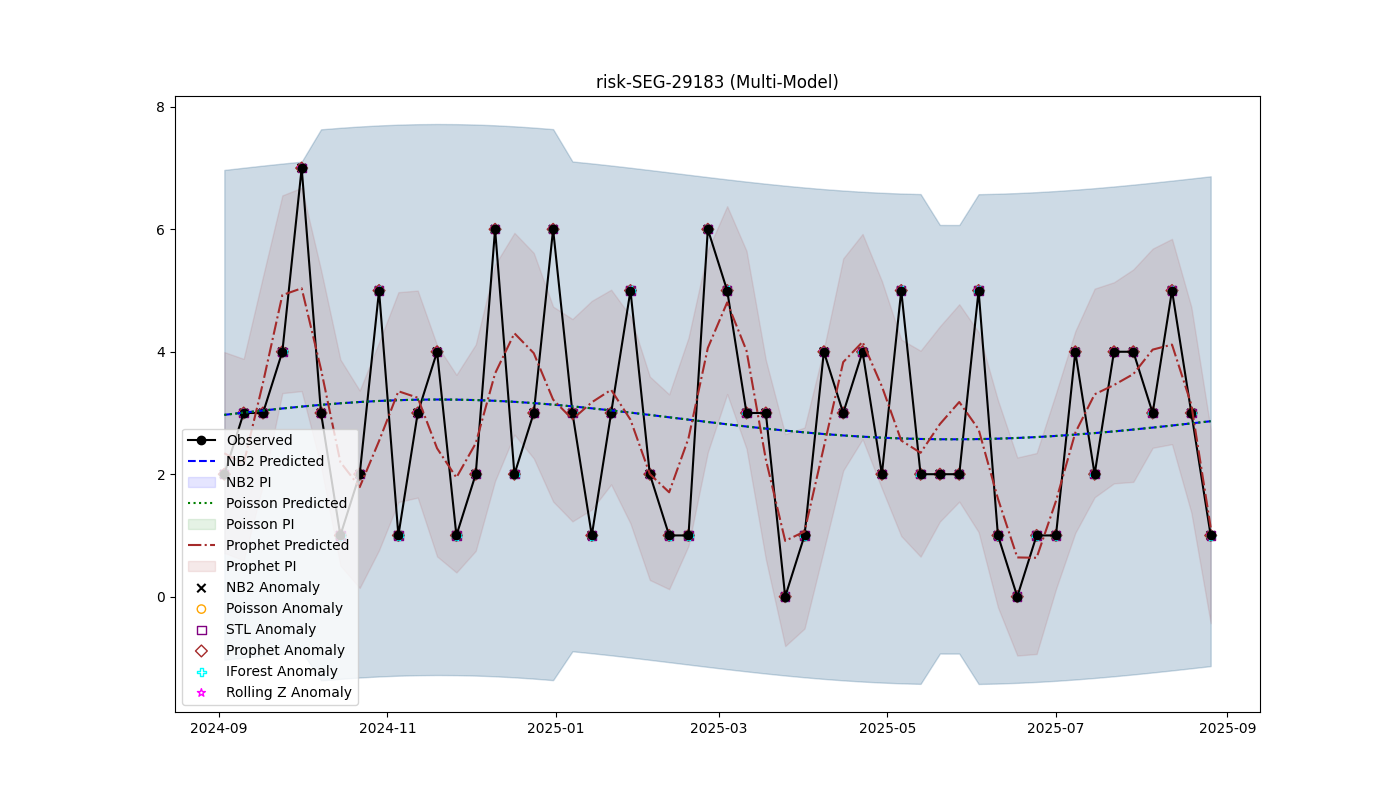 risk-SEG-29183 (Multi-Model)
8
6
4
2
0
Observed
NB2 Predicted
NB2 PI
Poisson Predicted
Poisson PI
Prophet Predicted
Prophet PI
NB2 Anomaly
Poisson Anomaly
STL Anomaly
Prophet Anomaly
IForest Anomaly
Rolling Z Anomaly
2024-09 2024-11 2025-01 2025-03 2025-05 2025-07 2025-09